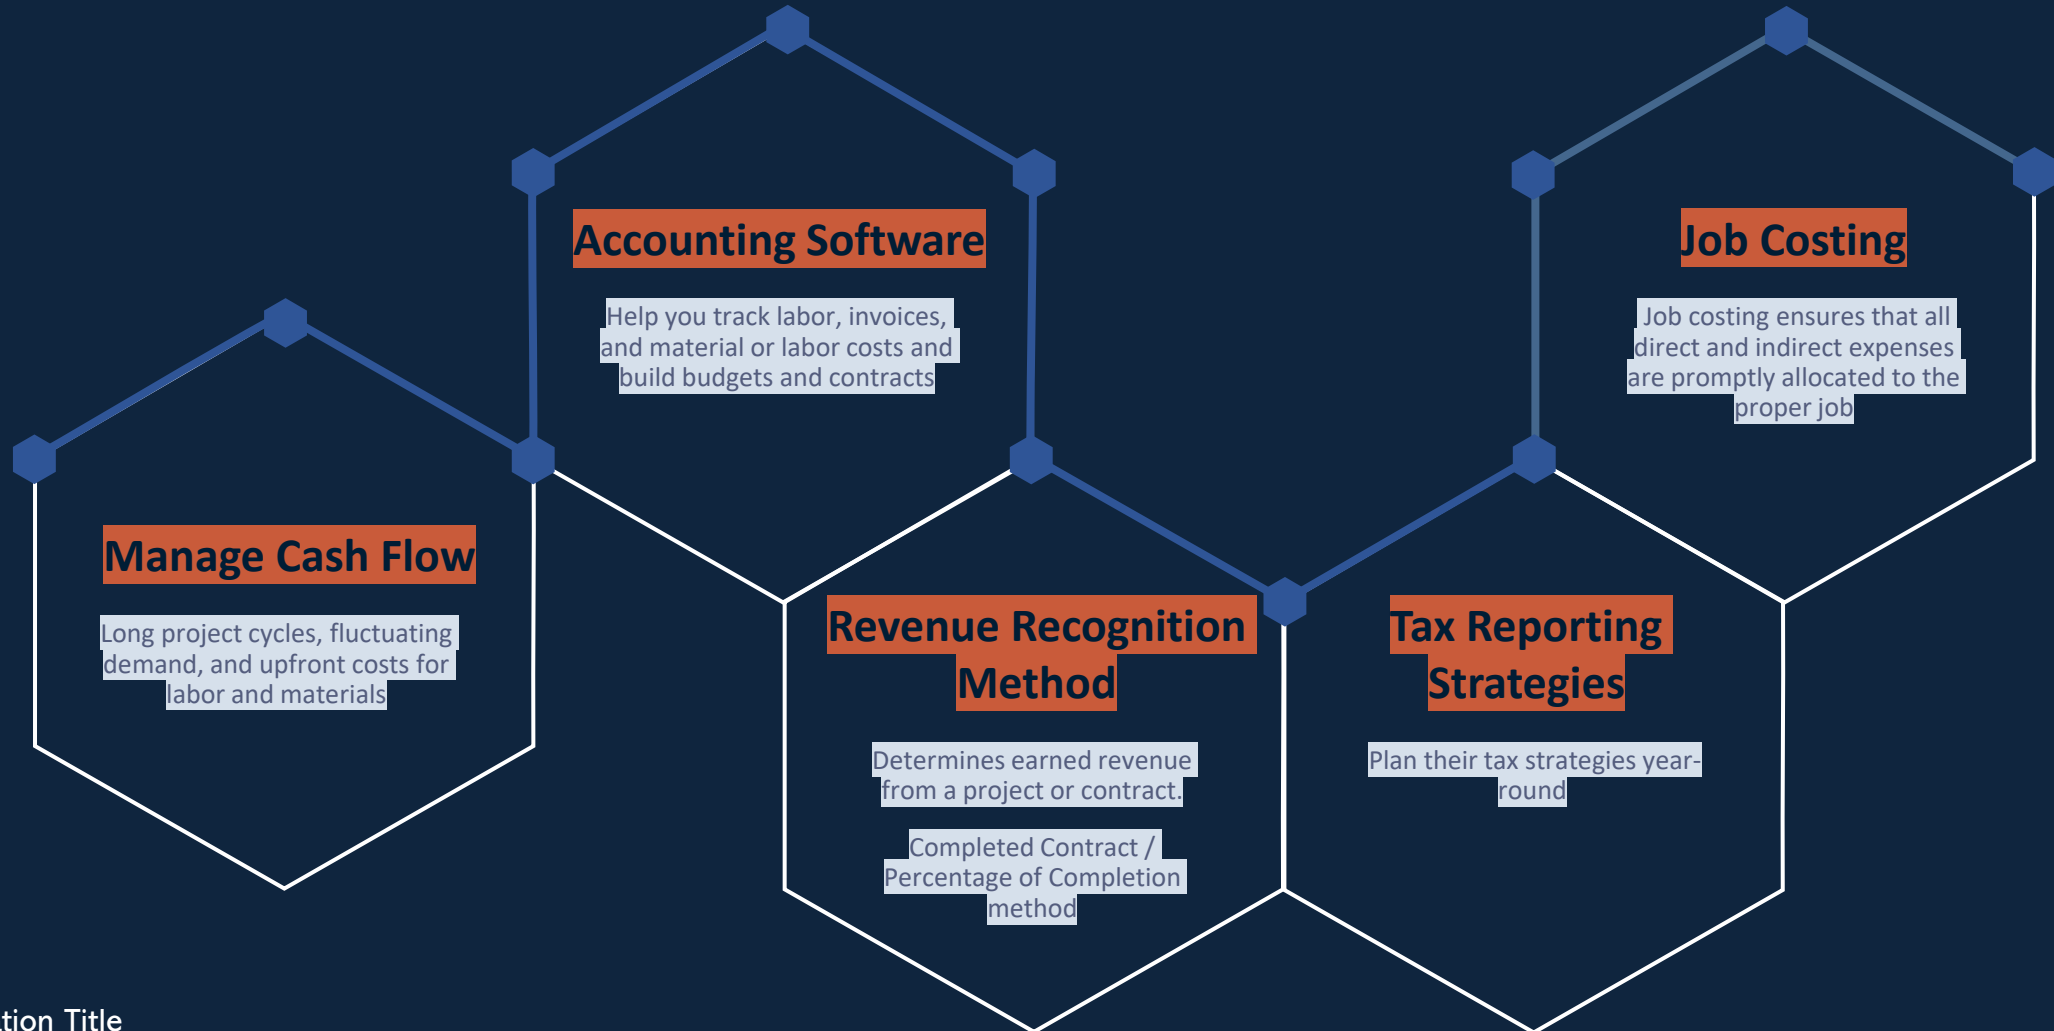 Manage Cash Flow
Long project cycles, fluctuating
demand, and upfront costs for
labor and materials
Accounting Software
Help you track labor, invoices,
and material or labor costs and
build budgets and contracts
Revenue Recognition
Method
Determines earned revenue
from a project or contract.
Completed Contract /
Percentage of Completion
method
Tax Reporting
Strategies
Plan their tax strategies year-
round
Job Costing
Job costing ensures that all
direct and indirect expenses
are promptly allocated to the
proper job
Title